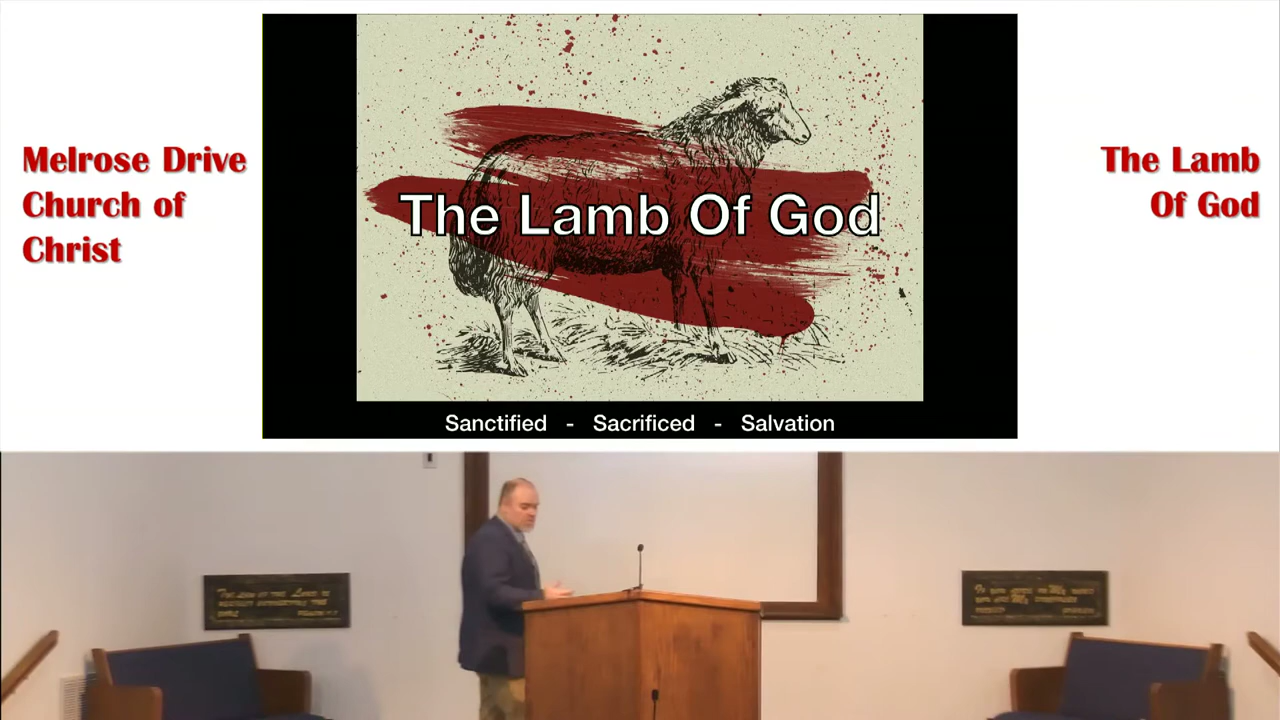 Melrose Drive
Church of
Christ
The Lamb Of God
Sanctified - Sacrificed - Salvation
The Lamb
Of God